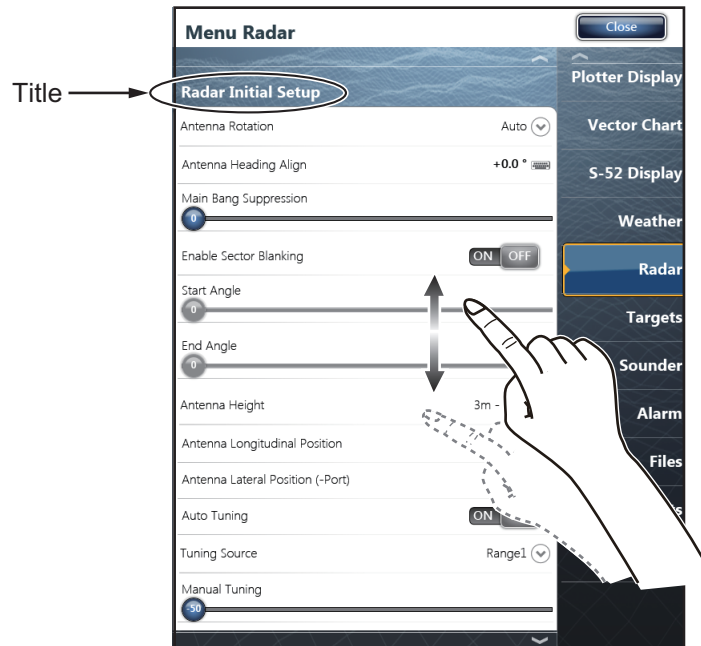 Menu Radar
Close
Title
Radar Initial Setup
Antenna Rotation Auto
Antenna Heading Align +0.0 °
Main Bang Suppression
0
Enable Sector Blanking ON OFF
Start Angle
0
End Angle
0
Antenna Height 3m -
Antenna Longitudinal Position
Antenna Lateral Position (-Port)
Auto Tuning ON
Tuning Source Range1
Manual Tuning
-50
Plotter Display
Vector Chart
S-52 Display
Weather
Radar
Targets
Sounder
Alarm
Files